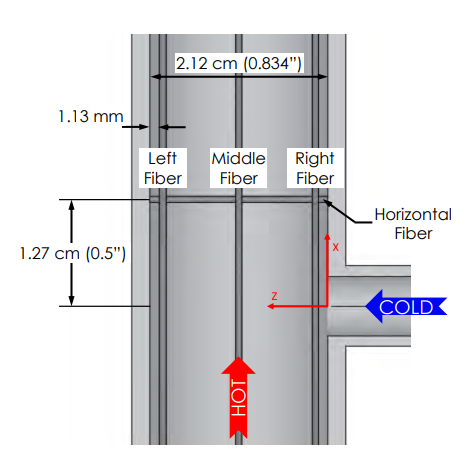 2.12 cm (0.834”)
1.13 mm
Left
Fiber
Middle
Fiber
Right
Fiber
Horizontal
Fiber
1.27 cm (0.5”)
X
Z
COLD
HOT